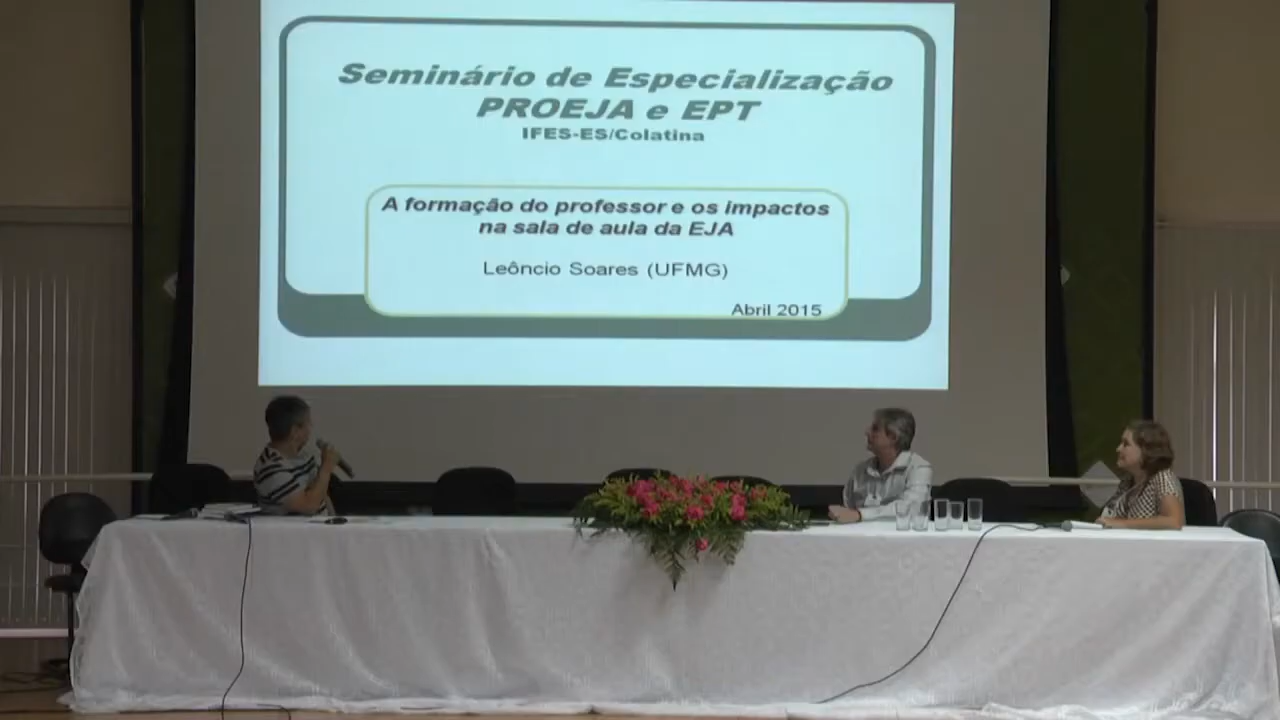 Seminário de Especialização
PROEJA e EPT
IFES-ES/Colatina
A formação do professor e os impactos
na sala de aula da EJA
Leôncio Soares (UFMG)
Abril 2015